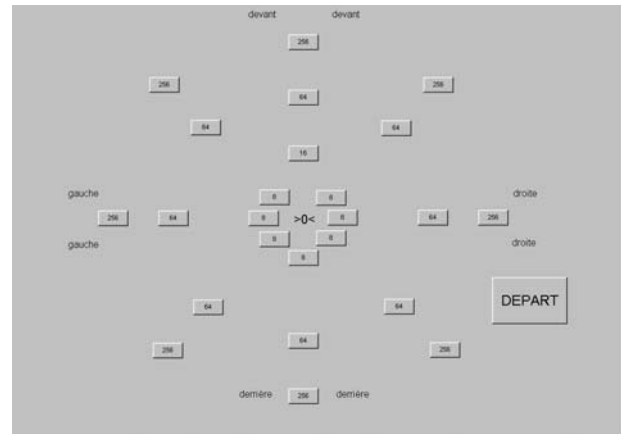 devant devant
256
256 256
64
64 64
16
gauche droite
8 8
256 64 8 >0< 8 64 256
8 8
gauche droite
8
64 64
DEPART
64
256 256
derrière 256 derrière